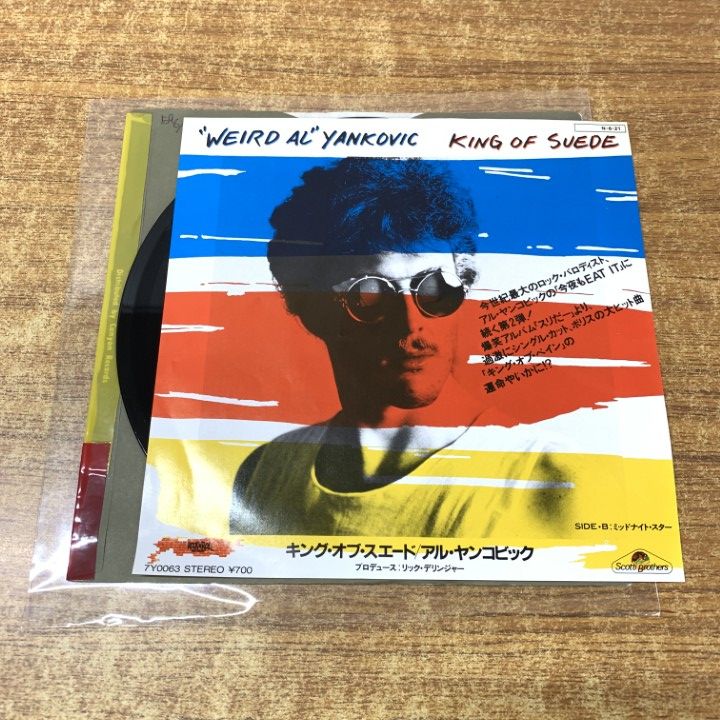 "WEIRD AL" YANKOVIC KING OF SUEDE
N-6-21
今世紀最大のロック・パロディスト、
アル・ヤンコビックの「今夜もEAT IT」に
続く第2弾!
爆笑アルバム「スリだー」より、
過激にシングル・カット、ポリスの大ヒット曲
「キング・オブ・ペイン」の
運命やいかに!?
Distributed by Canyon Records
SIDE・B:ミッドナイト・スター
キング・オブ・スエード/アル・ヤンコビック
プロデュース:リック・デリンジャー
7Y0063 STEREO ¥700
Scotti Brothers